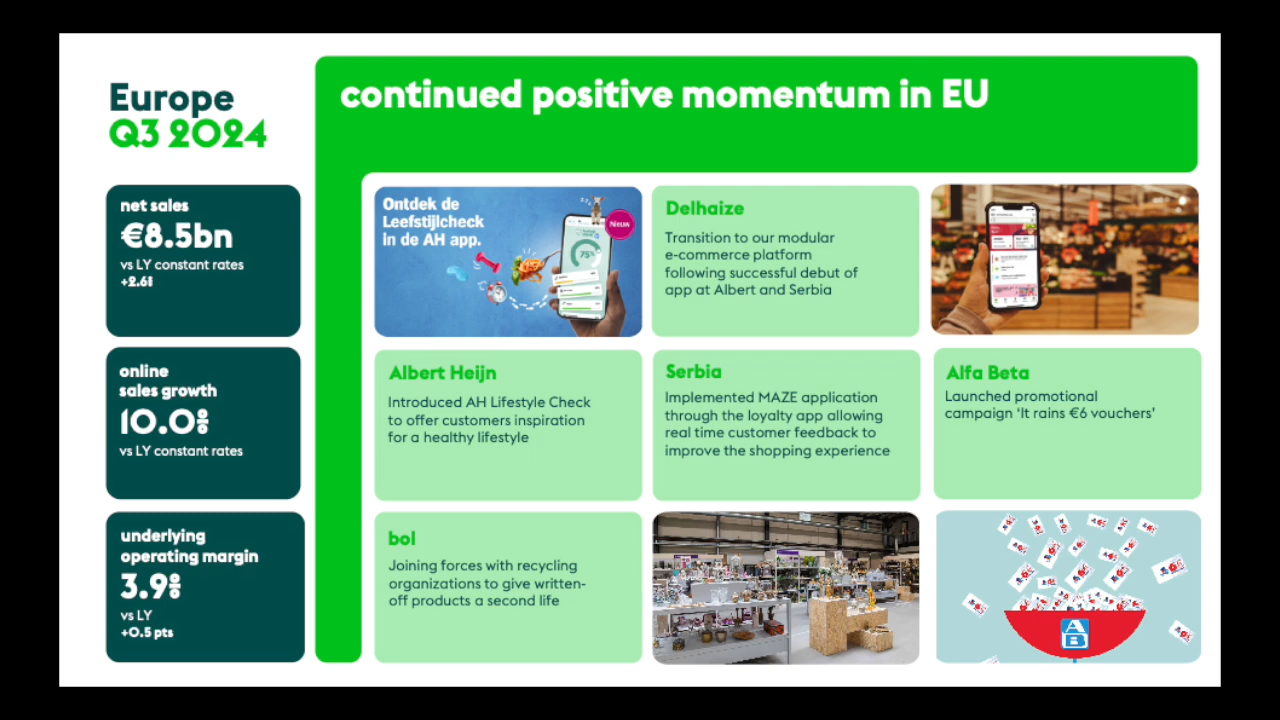 Europe
Q3 2024
continued positive momentum in EU
net sales
€8.5bn
vs LY constant rates
+2.6%
online
sales growth
10.0%
vs LY constant rates
underlying
operating margin
3.9%
vs LY
+0.5 pts
Ontdek de
Leefstijlcheck
in de AH app.
Nieuw
75%
Delhaize
Transition to our modular
e-commerce platform
following successful debut of
app at Albert and Serbia
Albert Heijn
Introduced AH Lifestyle Check
to offer customers inspiration
for a healthy lifestyle
Serbia
Implemented MAZE application
through the loyalty app allowing
real time customer feedback to
improve the shopping experience
Alfa Beta
Launched promotional
campaign ‘It rains €6 vouchers’
bol
Joining forces with recycling
organizations to give written-
off products a second life
AB